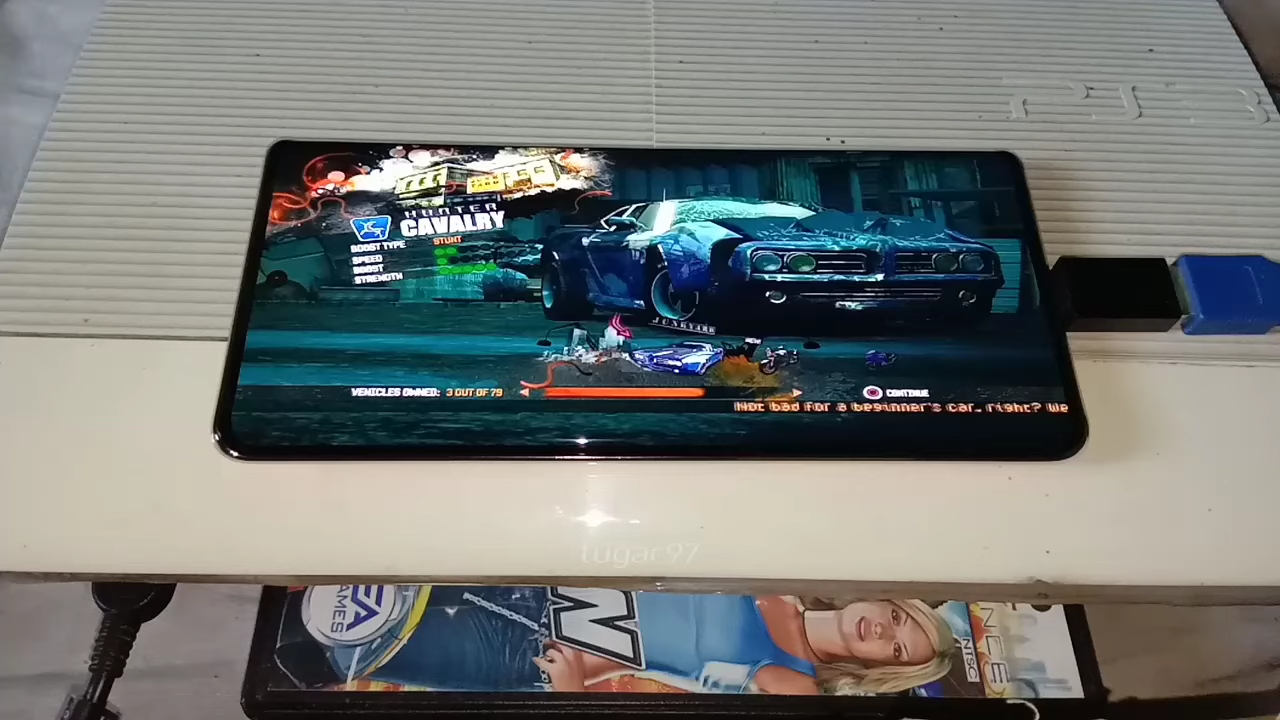 PS3
HUNTER
CAVALRY
BOOST TYPE
STUNT
SPEED
BOOST
STRENGTH
JUNKYARD
VEHICLES OWNED: 3 OUT OF 79
CONTINUE
Not bad for a beginner's car, right? We
tugar97
EA
GAMES
W
NTSC